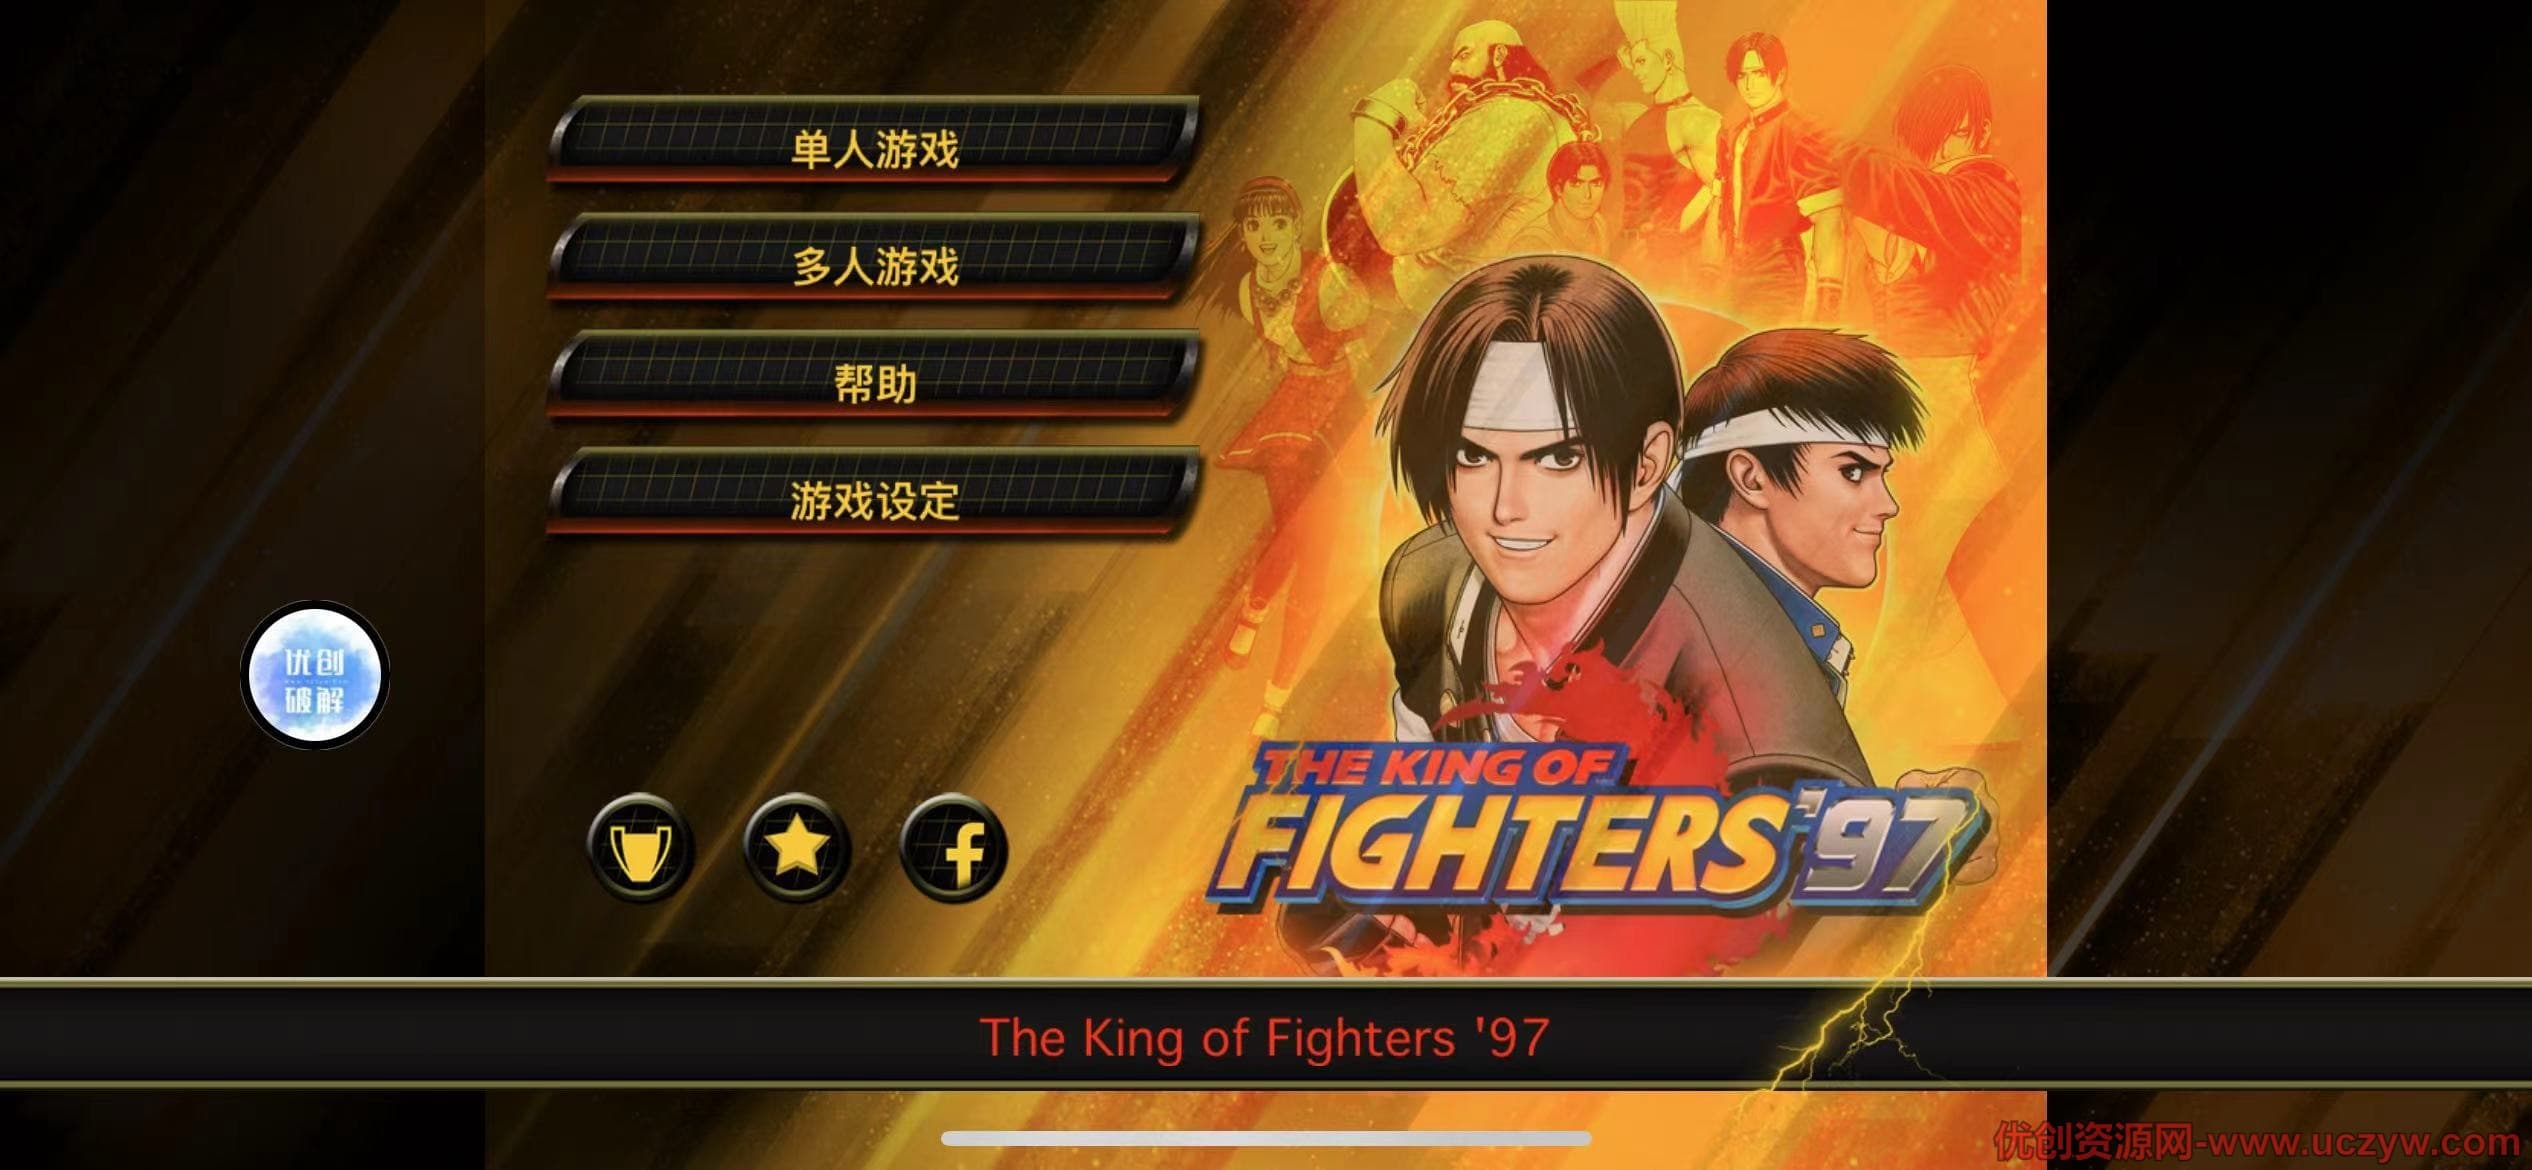 单人游戏
多人游戏
帮助
游戏设定
优创
破解
THE KING OF
FIGHTERS'97
The King of Fighters '97
优创资源网-www.uczyw.com